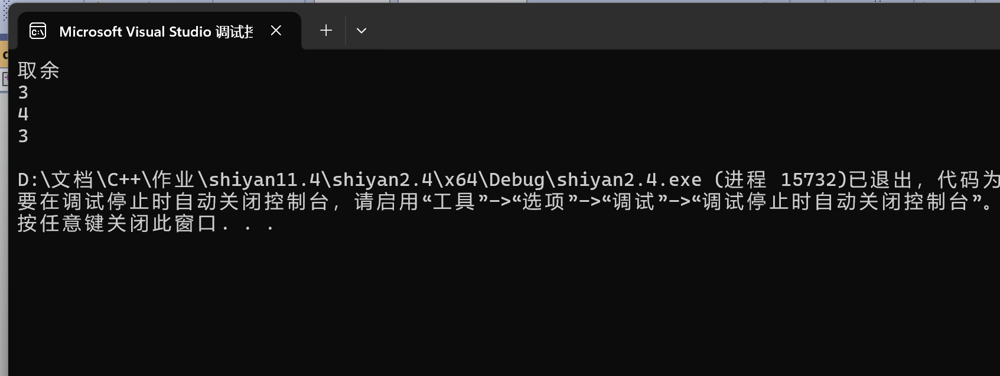 Microsoft Visual Studio 调试
取余
3
4
3
D:\文档\C++\作业\shiyan11.4\shiyan2.4\x64\Debug\shiyan2.4.exe (进程 15732)已退出，代码为
要在调试停止时自动关闭控制台，请启用“工具”->“选项”->“调试”->“调试停止时自动关闭控制台”。
按任意键关闭此窗口. . .